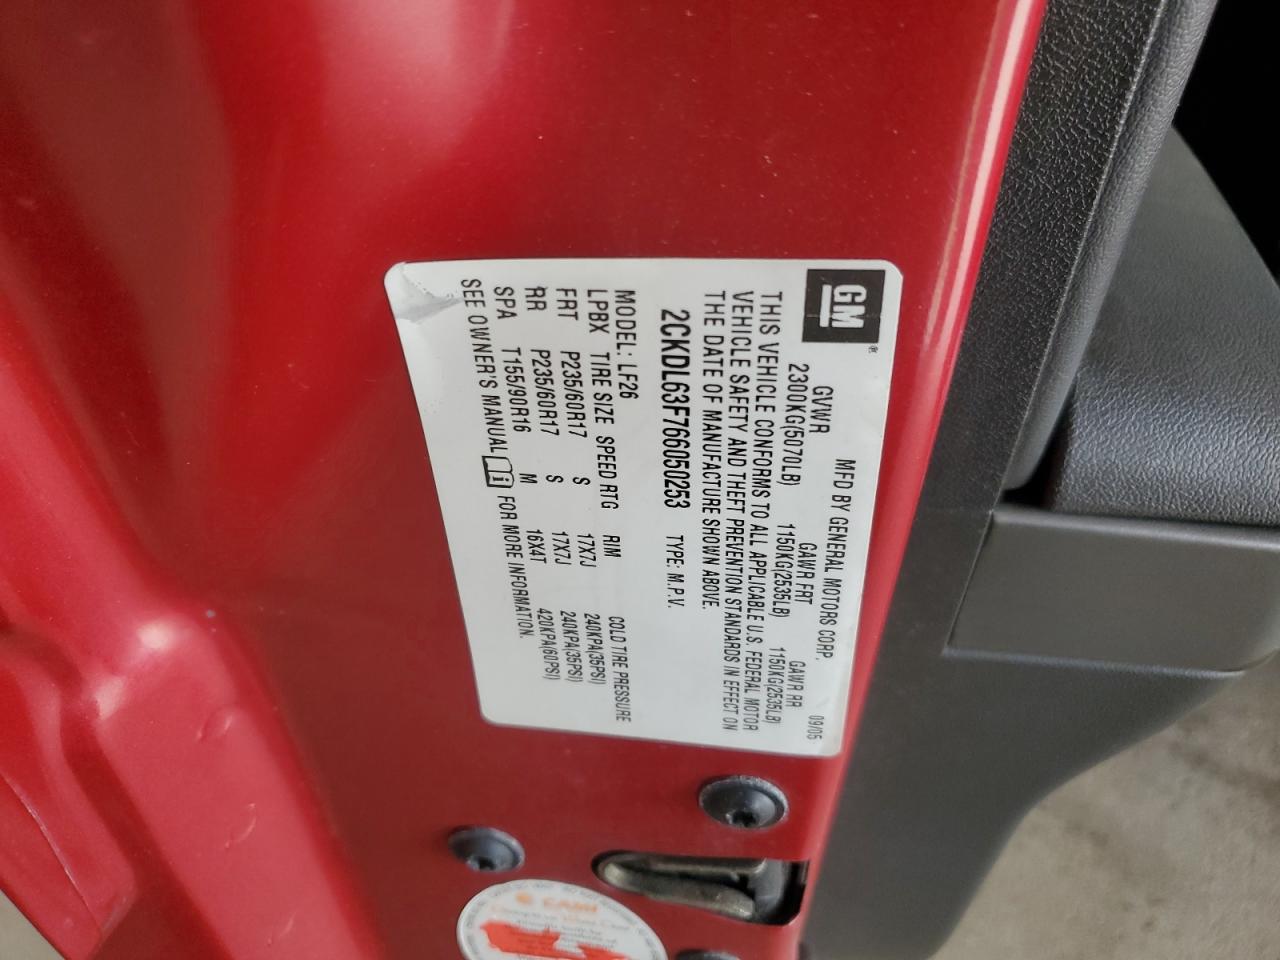 GM
®
MFD BY GENERAL MOTORS CORP. 09/05
GVWR GAWR FRT GAWR RR
2300KG(5070LB) 1150KG(2535LB) 1150KG(2535LB)
THIS VEHICLE CONFORMS TO ALL APPLICABLE U.S. FEDERAL MOTOR
VEHICLE SAFETY AND THEFT PREVENTION STANDARDS IN EFFECT ON
THE DATE OF MANUFACTURE SHOWN ABOVE.
2CKDL63F766050253 TYPE: M.P.V.
MODEL: LF26
LPBX TIRE SIZE SPEED RTG RIM COLD TIRE PRESSURE
FRT P235/60R17 S 17X7J 240KPA(35PSI)
RR P235/60R17 S 17X7J 240KPA(35PSI)
SPA T155/90R16 M 16X4T 420KPA(60PSI)
SEE OWNER'S MANUAL FOR MORE INFORMATION.
CAMI